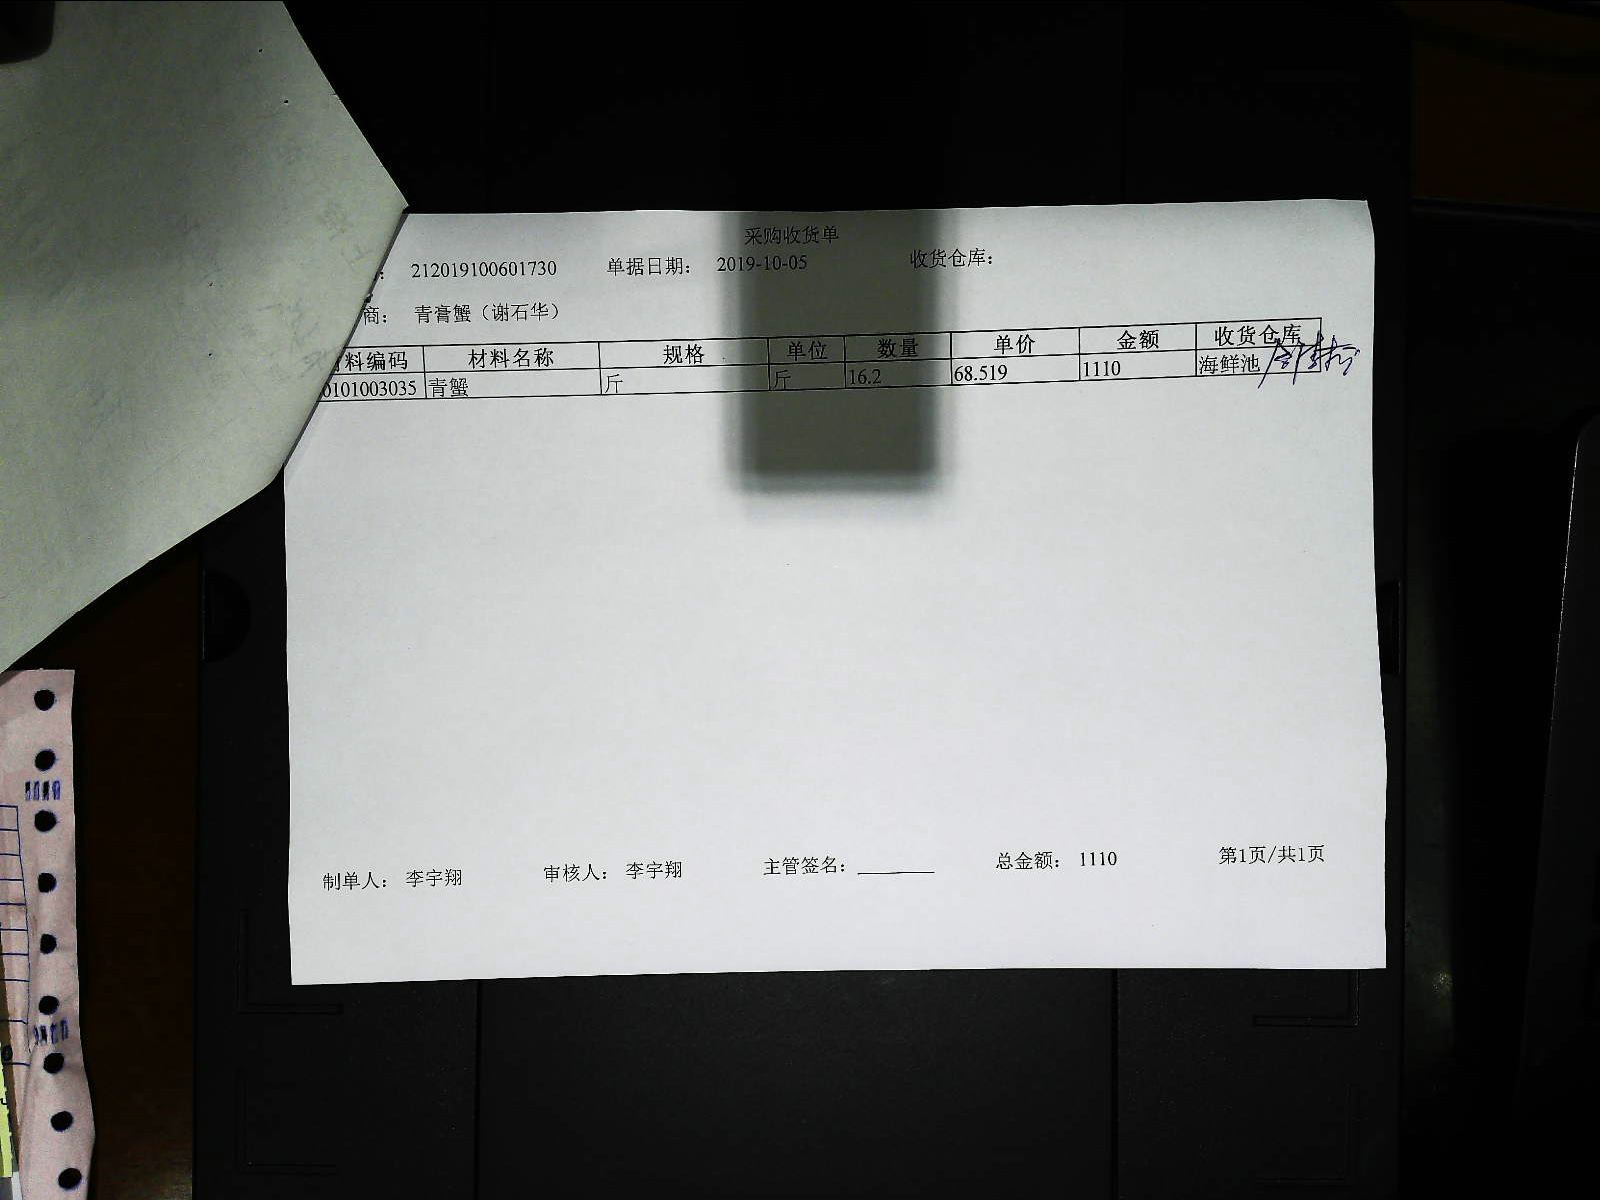 采购收货单
： 212019100601730 单据日期： 2019-10-05 收货仓库：
商： 青膏蟹（谢石华）
料编码 材料名称 规格 单位 数量 单价 金额 收货仓库
0101003035 青蟹 斤 斤 16.2 68.519 1110 海鲜池
制单人： 李宇翔 审核人： 李宇翔 主管签名： 总金额： 1110 第1页/共1页